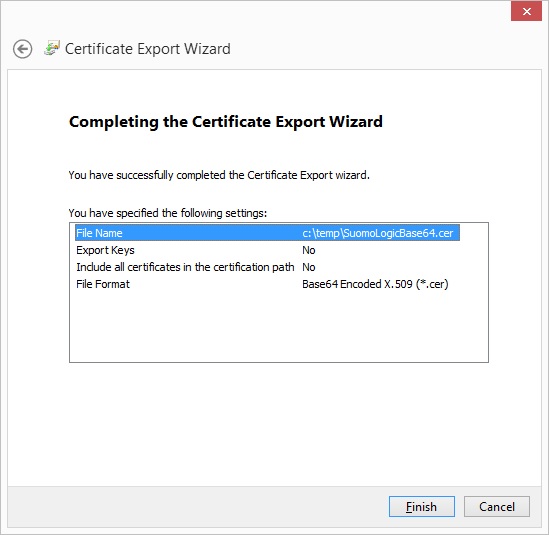 Certificate Export Wizard
Completing the Certificate Export Wizard
You have successfully completed the Certificate Export wizard.
You have specified the following settings:
File Name c:\temp\SuomoLogicBase64.cer
Export Keys No
Include all certificates in the certification path No
File Format Base64 Encoded X.509 (*.cer)
Finish Cancel